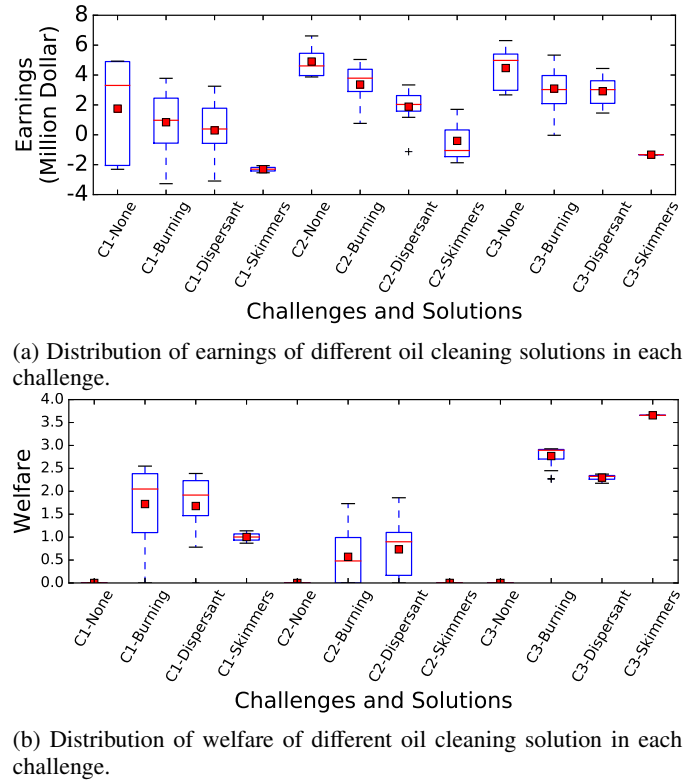 8
6
4
2
0
-2
-4
Earnings
(Million Dollar)
C1-None
C1-Burning
C1-Dispersant
C1-Skimmers
C2-None
C2-Burning
C2-Dispersant
C2-Skimmers
C3-None
C3-Burning
C3-Dispersant
C3-Skimmers
Challenges and Solutions
(a) Distribution of earnings of different oil cleaning solutions in each
challenge.
4.0
3.5
3.0
2.5
2.0
1.5
1.0
0.5
0.0
Welfare
C1-None
C1-Burning
C1-Dispersant
C1-Skimmers
C2-None
C2-Burning
C2-Dispersant
C2-Skimmers
C3-None
C3-Burning
C3-Dispersant
C3-Skimmers
Challenges and Solutions
(b) Distribution of welfare of different oil cleaning solution in each
challenge.